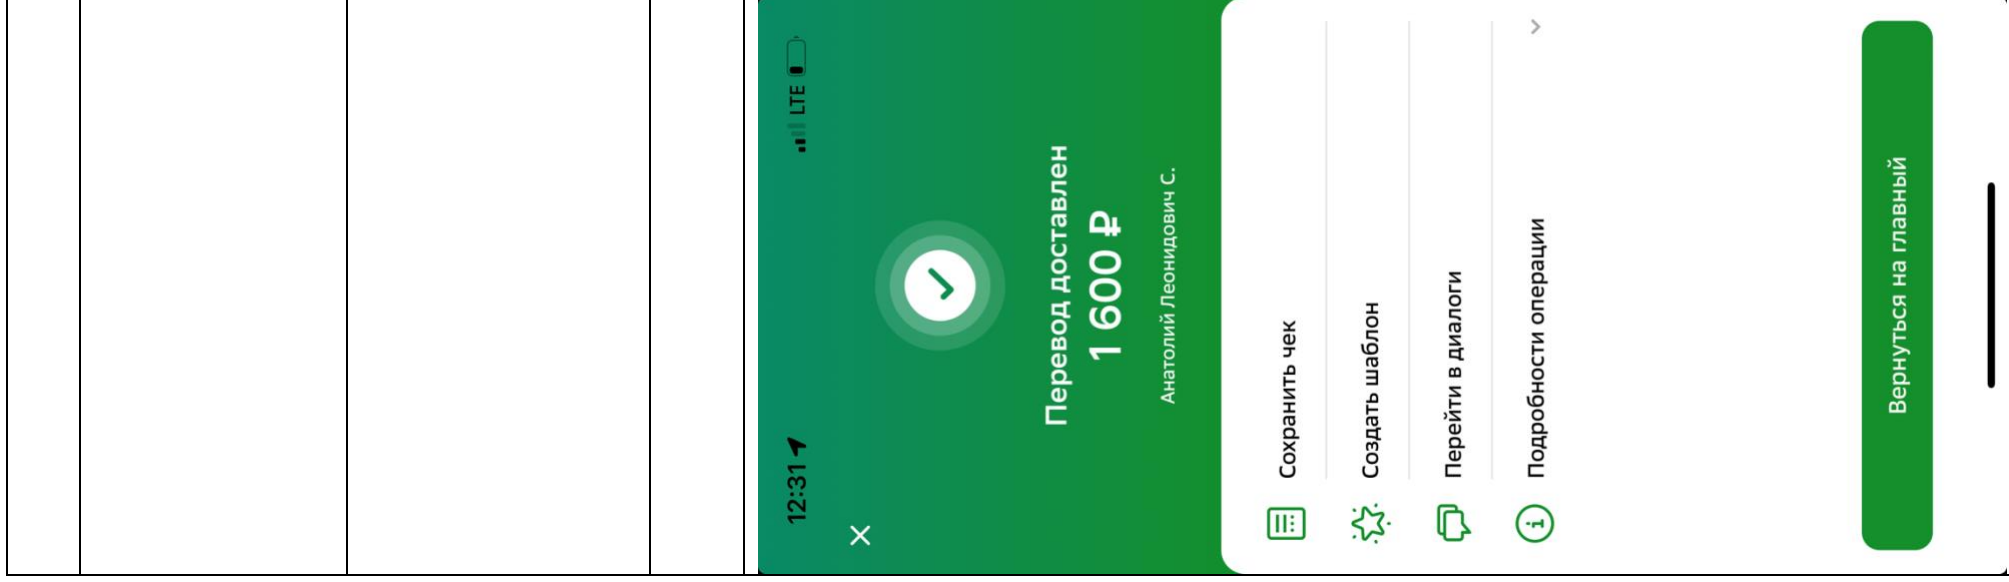 12:31
LTE
Перевод доставлен
1 600 ₽
Анатолий Леонидович С.
Сохранить чек
Создать шаблон
Перейти в диалоги
Подробности операции
Вернуться на главный